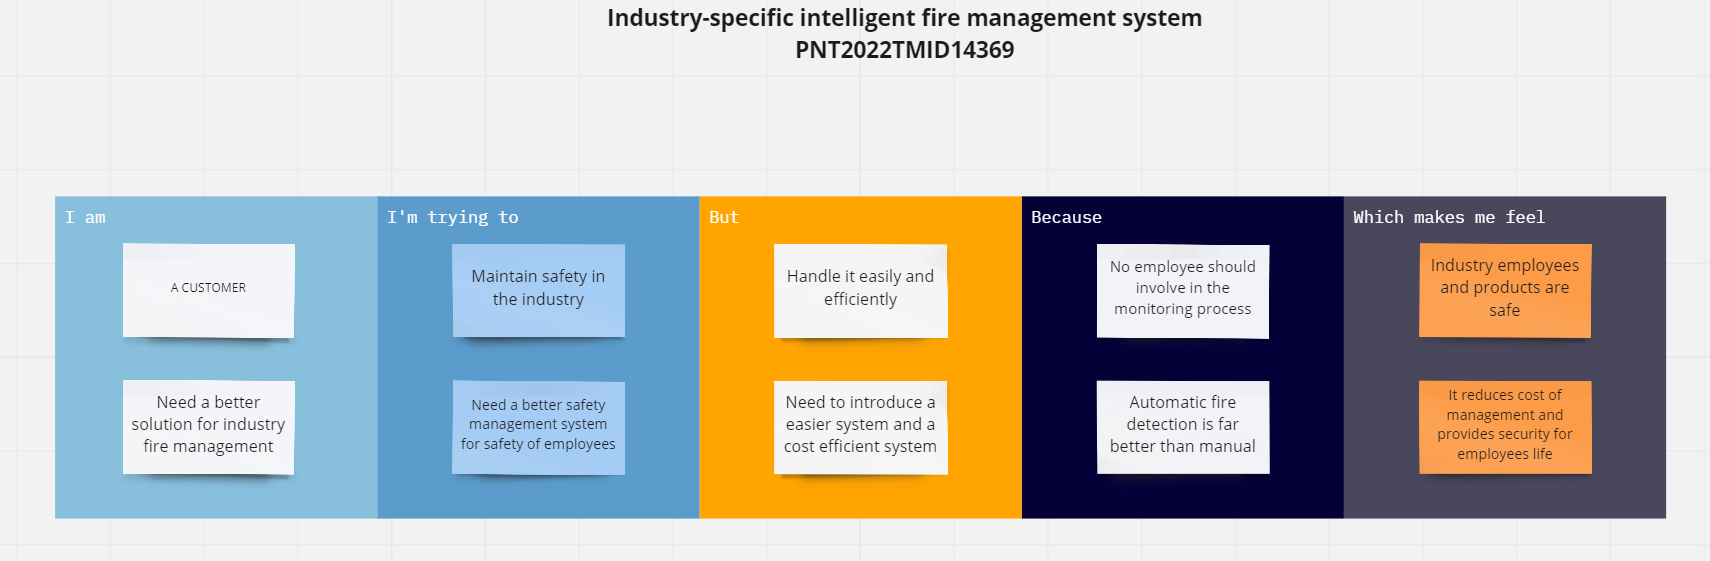 Industry-specific intelligent fire management system
PNT2022TMID14369
I am
A CUSTOMER
Need a better
solution for industry
fire management
I'm trying to
Maintain safety in
the industry
Need a better safety
management system
for safety of employees
But
Handle it easily and
efficiently
Need to introduce a
easier system and a
cost efficient system
Because
No employee should
involve in the
monitoring process
Automatic fire
detection is far
better than manual
Which makes me feel
Industry employees
and products are
safe
It reduces cost of
management and
provides security for
employees life